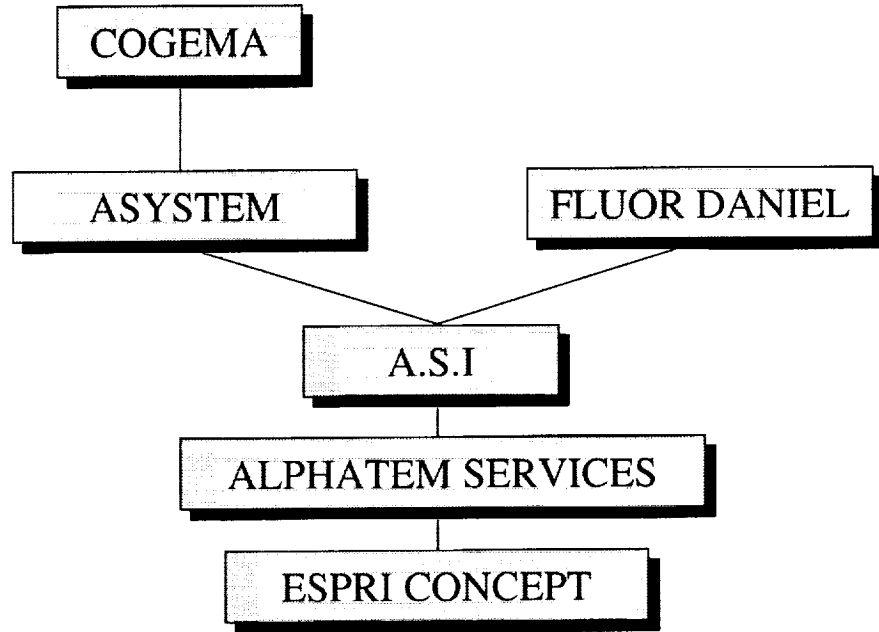 COGEMA
ASYSTEM
FLUOR DANIEL
A.S.I
ALPHATEM SERVICES
ESPRI CONCEPT